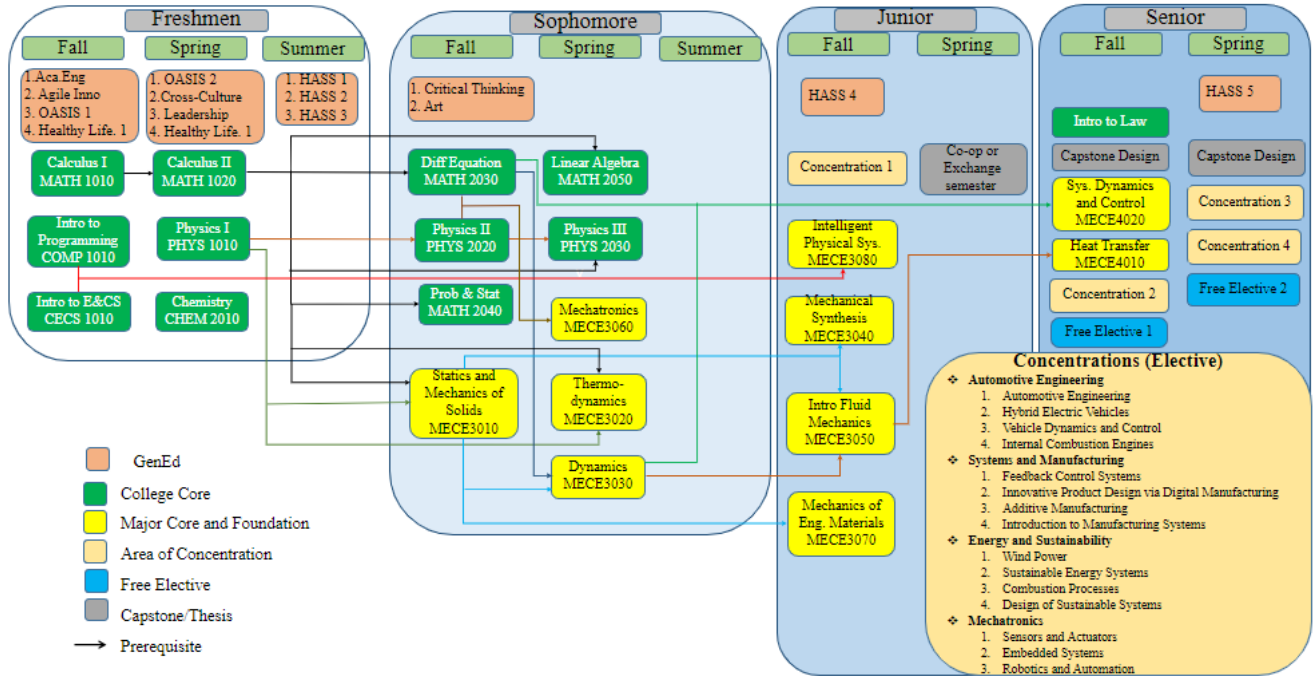 Freshmen
Fall
Spring
Summer
1.Aca.Eng
2. Agile Inno
3. OASIS 1
4. Healthy Life. 1
1. OASIS 2
2.Cross-Culture
3. Leadership
4. Healthy Life. 1
1. HASS 1
2. HASS 2
3. HASS 3
Calculus I
MATH 1010
Calculus II
MATH 1020
Intro to
Programming
COMP 1010
Physics I
PHYS 1010
Intro to E&CS
CECS 1010
Chemistry
CHEM 2010
Sophomore
Fall
Spring
Summer
1. Critical Thinking
2. Art
Diff Equation
MATH 2030
Linear Algebra
MATH 2050
Physics II
PHYS 2020
Physics III
PHYS 2030
Prob & Stat
MATH 2040
Mechatronics
MECE3060
Statics and
Mechanics of
Solids
MECE3010
Thermo-
dynamics
MECE3020
Dynamics
MECE3030
Junior
Fall
Spring
HASS 4
Concentration 1
Co-op or
Exchange
semester
Intelligent
Physical Sys.
MECE3080
Mechanical
Synthesis
MECE3040
Intro Fluid
Mechanics
MECE3050
Mechanics of
Eng. Materials
MECE3070
Senior
Fall
Spring
HASS 5
Intro to Law
Capstone Design
Capstone Design
Sys. Dynamics
and Control
MECE4020
Concentration 3
Heat Transfer
MECE4010
Concentration 4
Concentration 2
Free Elective 2
Free Elective 1
Concentrations (Elective)
❖ Automotive Engineering
1. Automotive Engineering
2. Hybrid Electric Vehicles
3. Vehicle Dynamics and Control
4. Internal Combustion Engines
❖ Systems and Manufacturing
1. Feedback Control Systems
2. Innovative Product Design via Digital Manufacturing
3. Additive Manufacturing
4. Introduction to Manufacturing Systems
❖ Energy and Sustainability
1. Wind Power
2. Sustainable Energy Systems
3. Combustion Processes
4. Design of Sustainable Systems
❖ Mechatronics
1. Sensors and Actuators
2. Embedded Systems
3. Robotics and Automation
GenEd
College Core
Major Core and Foundation
Area of Concentration
Free Elective
Capstone/Thesis
Prerequisite